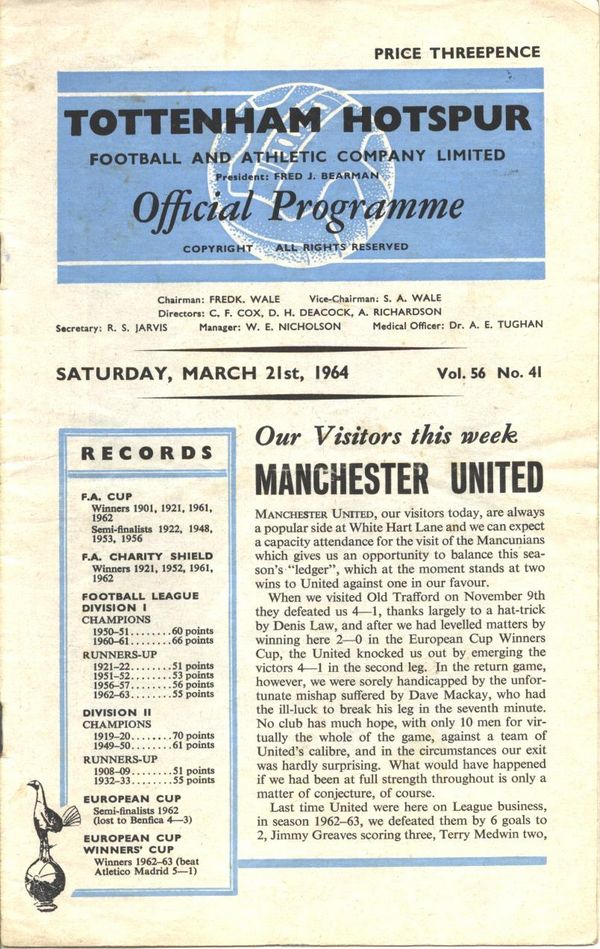 PRICE THREEPENCE
TOTTENHAM HOTSPUR
FOOTBALL AND ATHLETIC COMPANY LIMITED
President: FRED J. BEARMAN
Official Programme
COPYRIGHT ALL RIGHTS RESERVED
Chairman: FREDK. WALE Vice-Chairman: S. A. WALE
Directors: C. F. COX, D. H. DEACOCK, A. RICHARDSON
Secretary: R. S. JARVIS Manager: W. E. NICHOLSON Medical Officer: Dr. A. E. TUGHAN
SATURDAY, MARCH 21st, 1964 Vol. 56 No. 41
RECORDS
F.A. CUP
Winners 1901, 1921, 1961,
1962
Semi-finalists 1922, 1948,
1953, 1956
F.A. CHARITY SHIELD
Winners 1921, 1952, 1961,
1962
FOOTBALL LEAGUE
DIVISION I
CHAMPIONS
1950-51........60 points
1960-61........66 points
RUNNERS-UP
1921-22........51 points
1951-52........53 points
1956-57........56 points
1962-63........55 points
DIVISION II
CHAMPIONS
1919-20........70 points
1949-50........61 points
RUNNERS-UP
1908-09........51 points
1932-33........55 points
EUROPEAN CUP
Semi-finalists 1962
(lost to Benfica 4—3)
EUROPEAN CUP
WINNERS' CUP
Winners 1962-63 (beat
Atletico Madrid 5—1)
Our Visitors this week
MANCHESTER UNITED
MANCHESTER UNITED, our visitors today, are always
a popular side at White Hart Lane and we can expect
a capacity attendance for the visit of the Mancunians
which gives us an opportunity to balance this sea-
son's "ledger", which at the moment stands at two
wins to United against one in our favour.
When we visited Old Trafford on November 9th
they defeated us 4—1, thanks largely to a hat-trick
by Denis Law, and after we had levelled matters by
winning here 2—0 in the European Cup Winners
Cup, the United knocked us out by emerging the
victors 4—1 in the second leg. In the return game,
however, we were sorely handicapped by the unfor-
tunate mishap suffered by Dave Mackay, who had
the ill-luck to break his leg in the seventh minute.
No club has much hope, with only 10 men for vir-
tually the whole of the game, against a team of
United's calibre, and in the circumstances our exit
was hardly surprising. What would have happened
if we had been at full strength throughout is only a
matter of conjecture, of course.
Last time United were here on League business,
in season 1962-63, we defeated them by 6 goals to
2, Jimmy Greaves scoring three, Terry Medwin two,